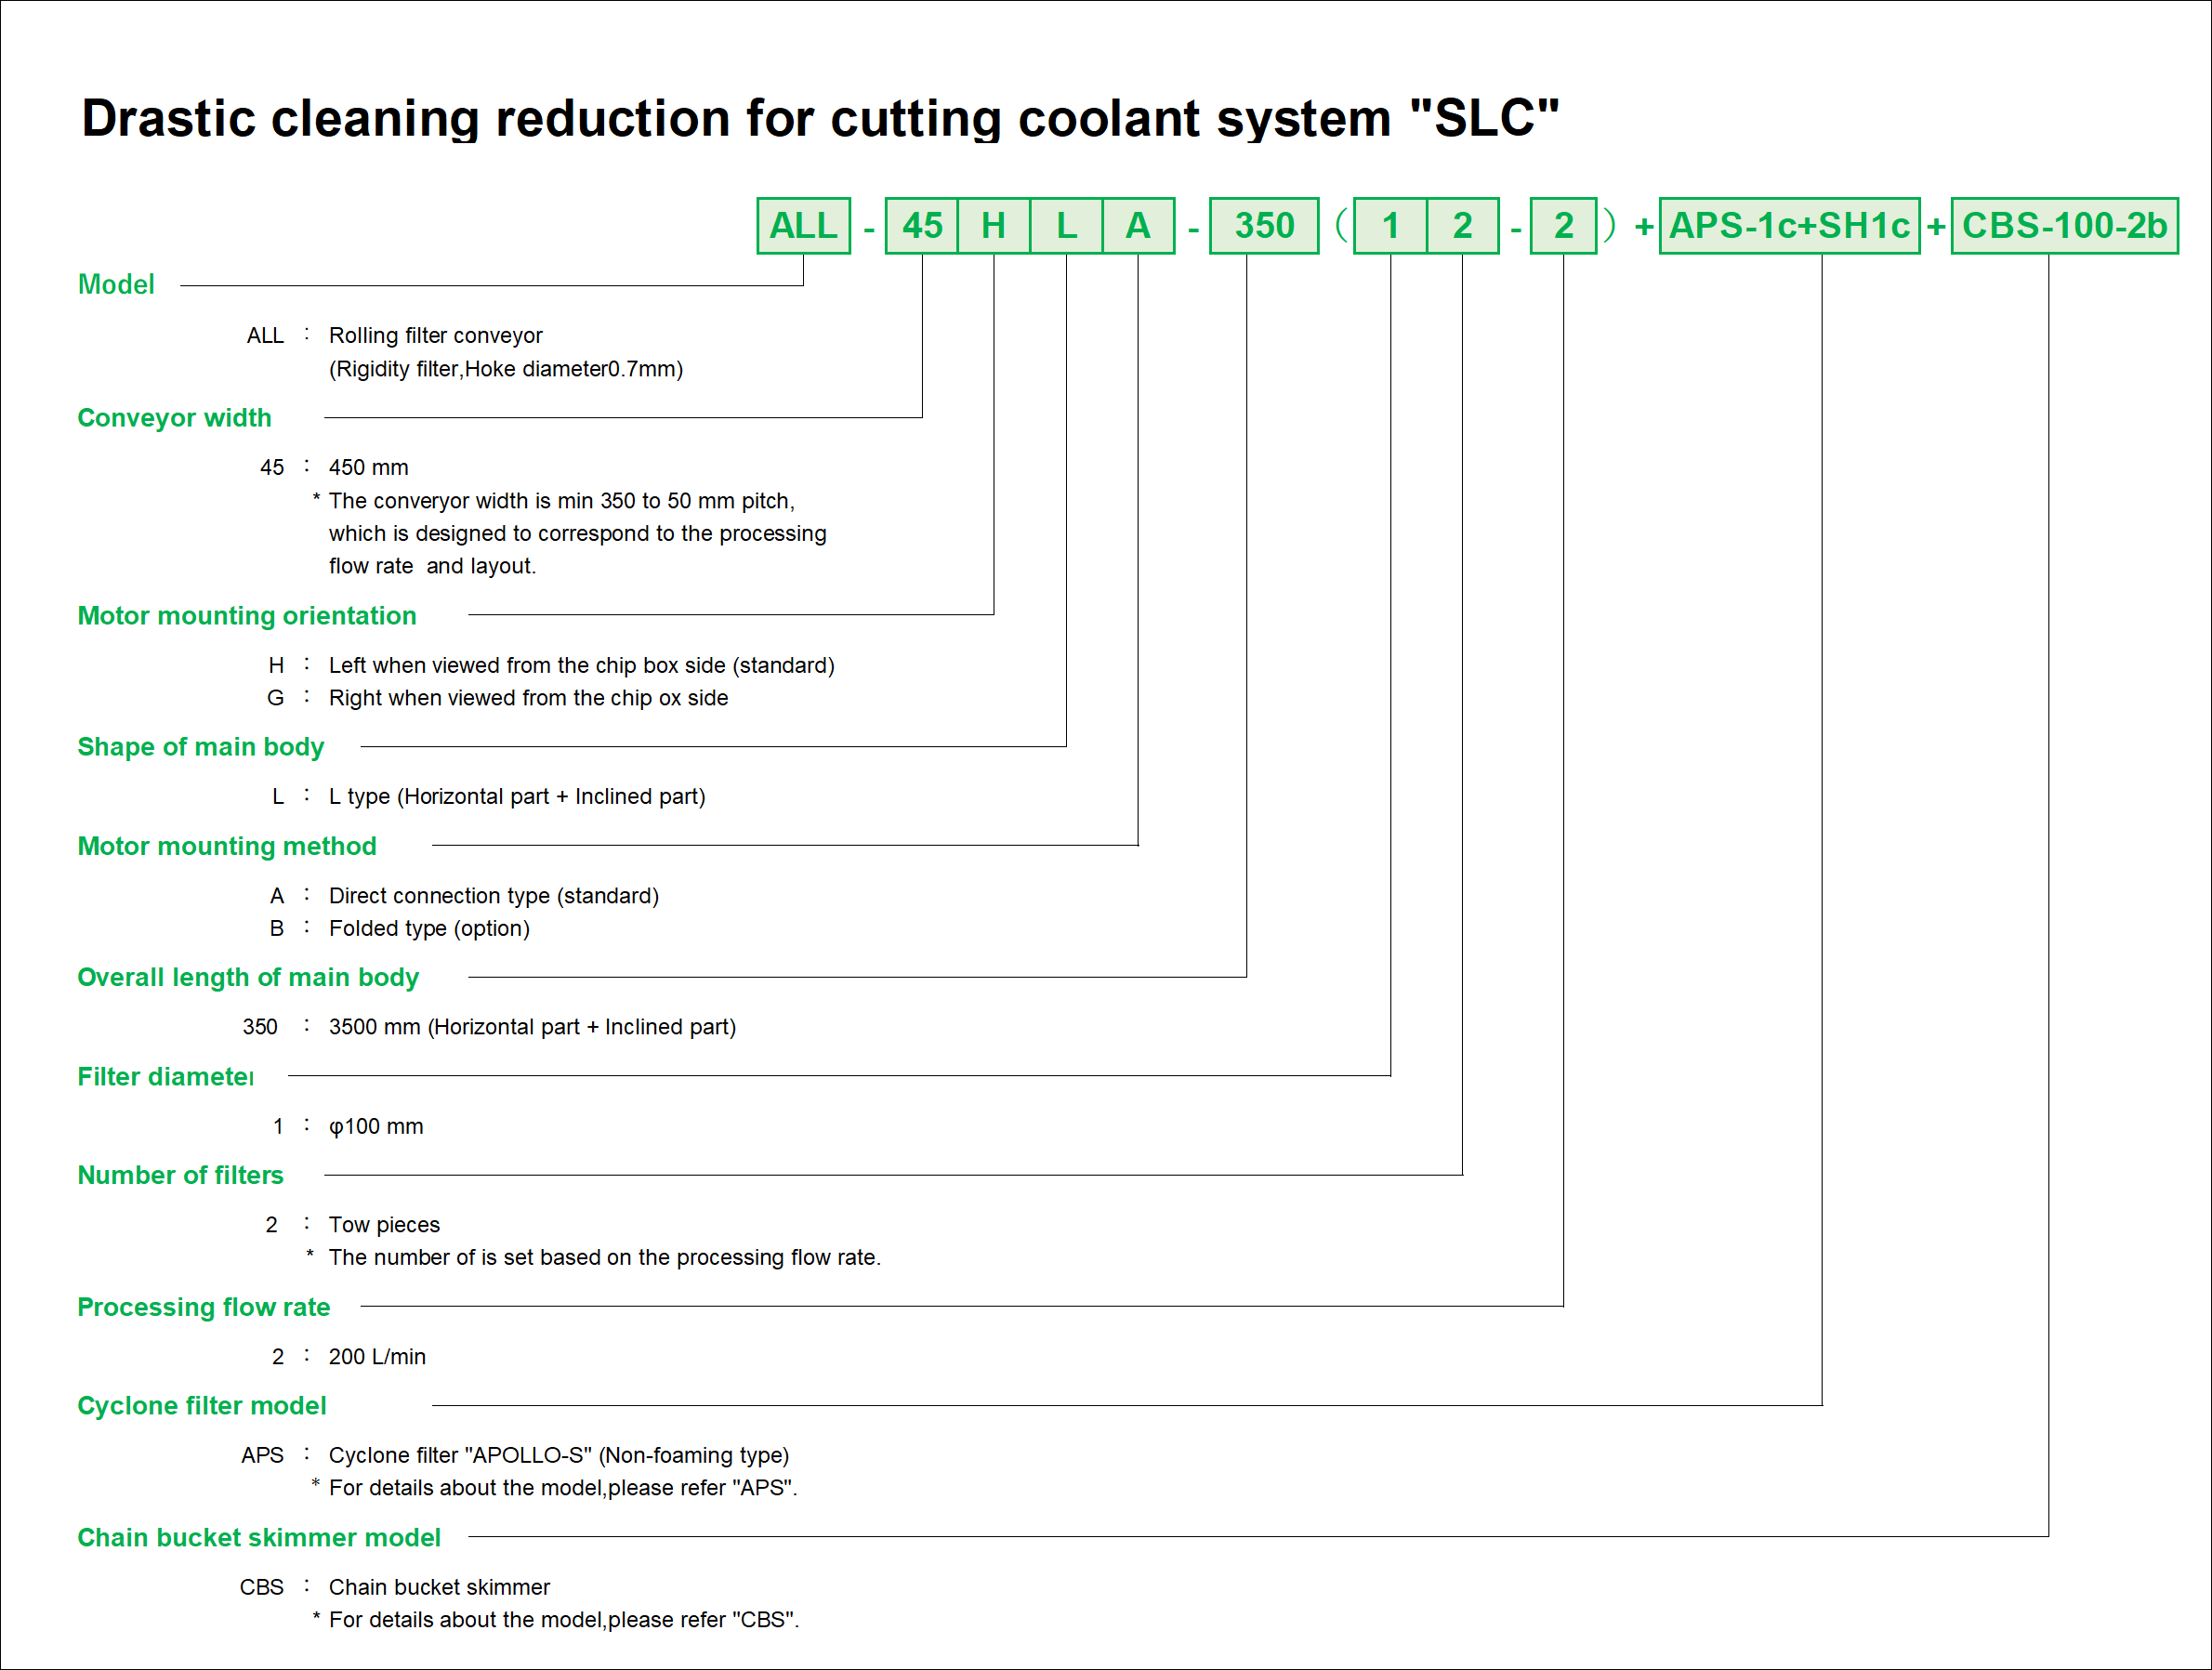 Drastic cleaning reduction for cutting coolant system "SLC"
ALL - 45 H L A - 350 ( 1 2 - 2 ) + APS-1c+SH1c + CBS-100-2b
Model
ALL : Rolling filter conveyor
(Rigidity filter,Hoke diameter0.7mm)
Conveyor width
45 : 450 mm
* The converyor width is min 350 to 50 mm pitch,
which is designed to correspond to the processing
flow rate  and layout.
Motor mounting orientation
H : Left when viewed from the chip box side (standard)
G : Right when viewed from the chip ox side
Shape of main body
L : L type (Horizontal part + Inclined part)
Motor mounting method
A : Direct connection type (standard)
B : Folded type (option)
Overall length of main body
350 : 3500 mm (Horizontal part + Inclined part)
Filter diameter
1 : φ100 mm
Number of filters
2 : Tow pieces
* The number of is set based on the processing flow rate.
Processing flow rate
2 : 200 L/min
Cyclone filter model
APS : Cyclone filter "APOLLO-S" (Non-foaming type)
* For details about the model,please refer "APS".
Chain bucket skimmer model
CBS : Chain bucket skimmer
* For details about the model,please refer "CBS".